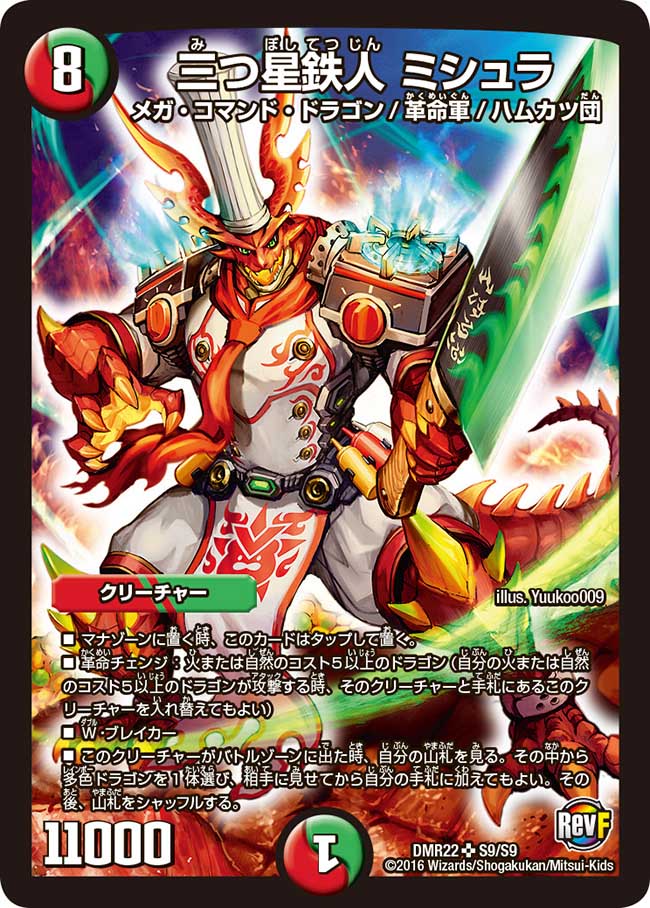 8
三つ星鉄人 ミシュラ
メガ・コマンド・ドラゴン / 革命軍 / ハムカツ団
クリーチャー
illus. Yuukoo009
■ マナゾーンに置く時、このカードはタップして置く。
■ 革命チェンジ：火または自然のコスト５以上のドラゴン（自分の火または自然
のコスト５以上のドラゴンが攻撃する時、そのクリーチャーと手札にあるこのク
リーチャーを入れ替えてもよい）
■ W・ブレイカー
■ このクリーチャーがバトルゾーンに出た時、自分の山札を見る。その中から
多色ドラゴンを１体選び、相手に見せてから自分の手札に加えてもよい。その
後、山札をシャッフルする。
11000
1
RevF
DMR22 S9/S9
©2016 Wizards/Shogakukan/Mitsui-Kids